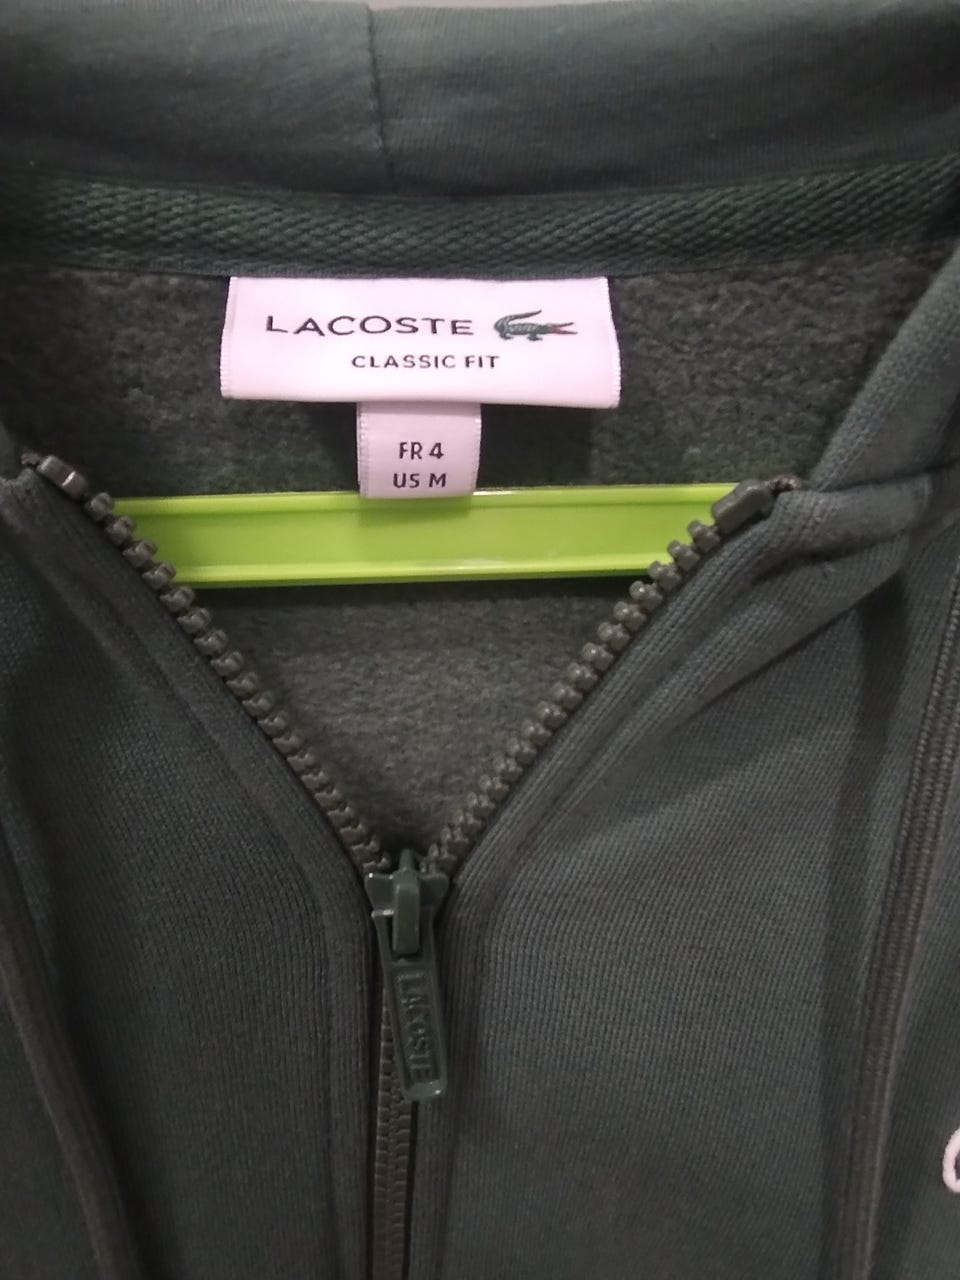 LACOSTE
CLASSIC FIT
FR 4
US M
LACOSTE